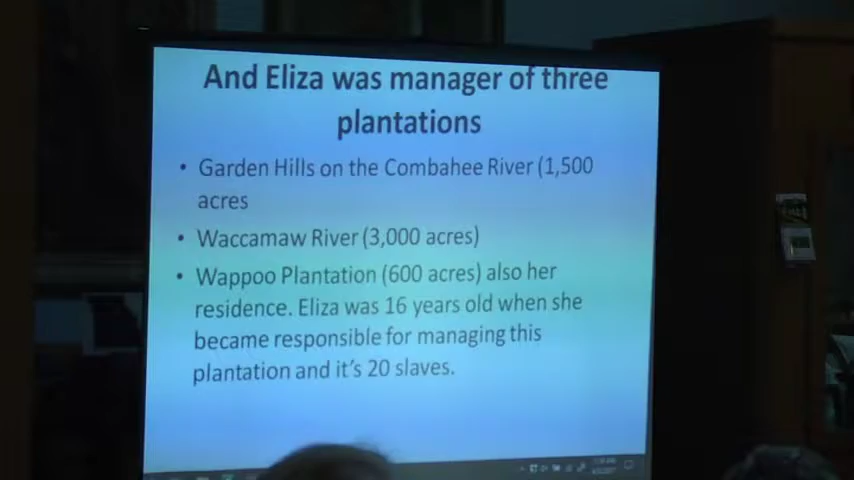 And Eliza was manager of three
plantations
• Garden Hills on the Combahee River (1,500
acres
• Waccamaw River (3,000 acres)
• Wappoo Plantation (600 acres) also her
residence. Eliza was 16 years old when she
became responsible for managing this
plantation and it's 20 slaves.